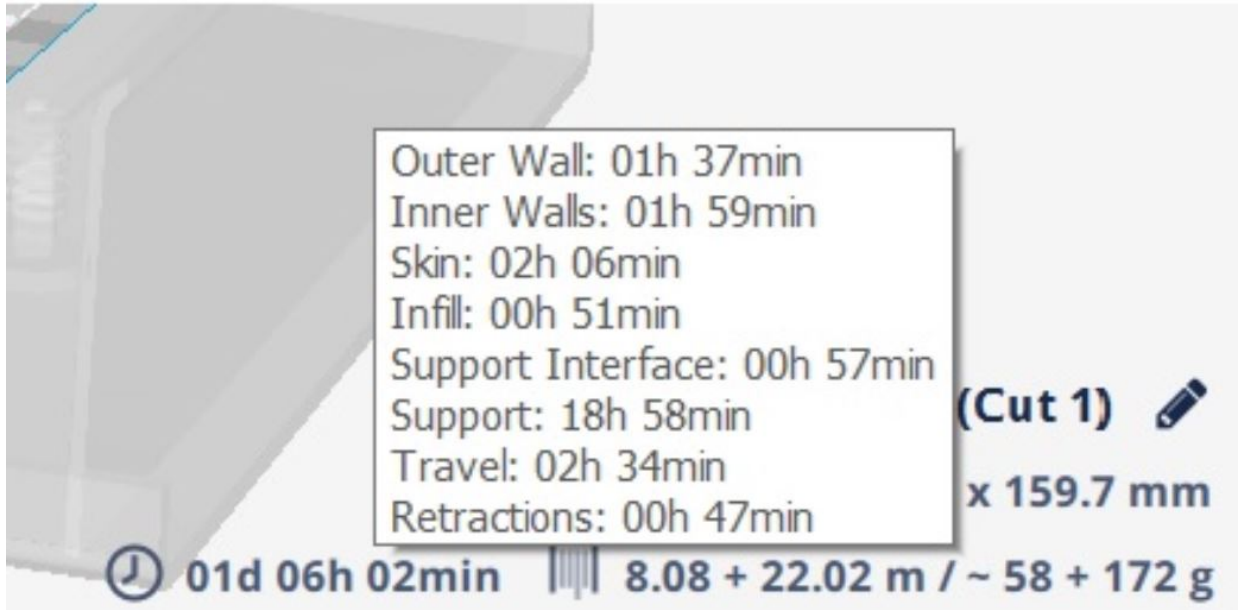 Outer Wall: 01h 37min
Inner Walls: 01h 59min
Skin: 02h 06min
Infill: 00h 51min
Support Interface: 00h 57min
Support: 18h 58min
Travel: 02h 34min
Retractions: 00h 47min
(Cut 1)
x 159.7 mm
01d 06h 02min 8.08 + 22.02 m / ~ 58 + 172 g